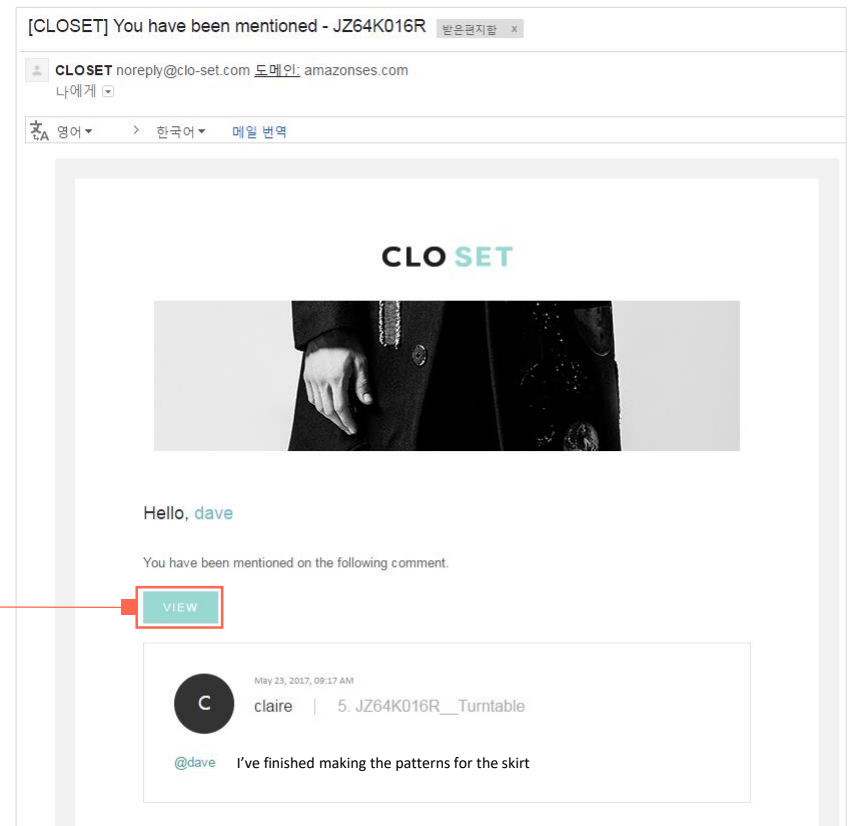 [CLOSET] You have been mentioned - JZ64K016R 받은편지함 x
CLOSET noreply@clo-set.com 도메인: amazonses.com
나에게
영어 > 한국어 메일 번역
CLO SET
Hello, dave
You have been mentioned on the following comment.
VIEW
May 23, 2017, 09:17 AM
C claire | 5. JZ64K016R__Turntable
@dave I've finished making the patterns for the skirt